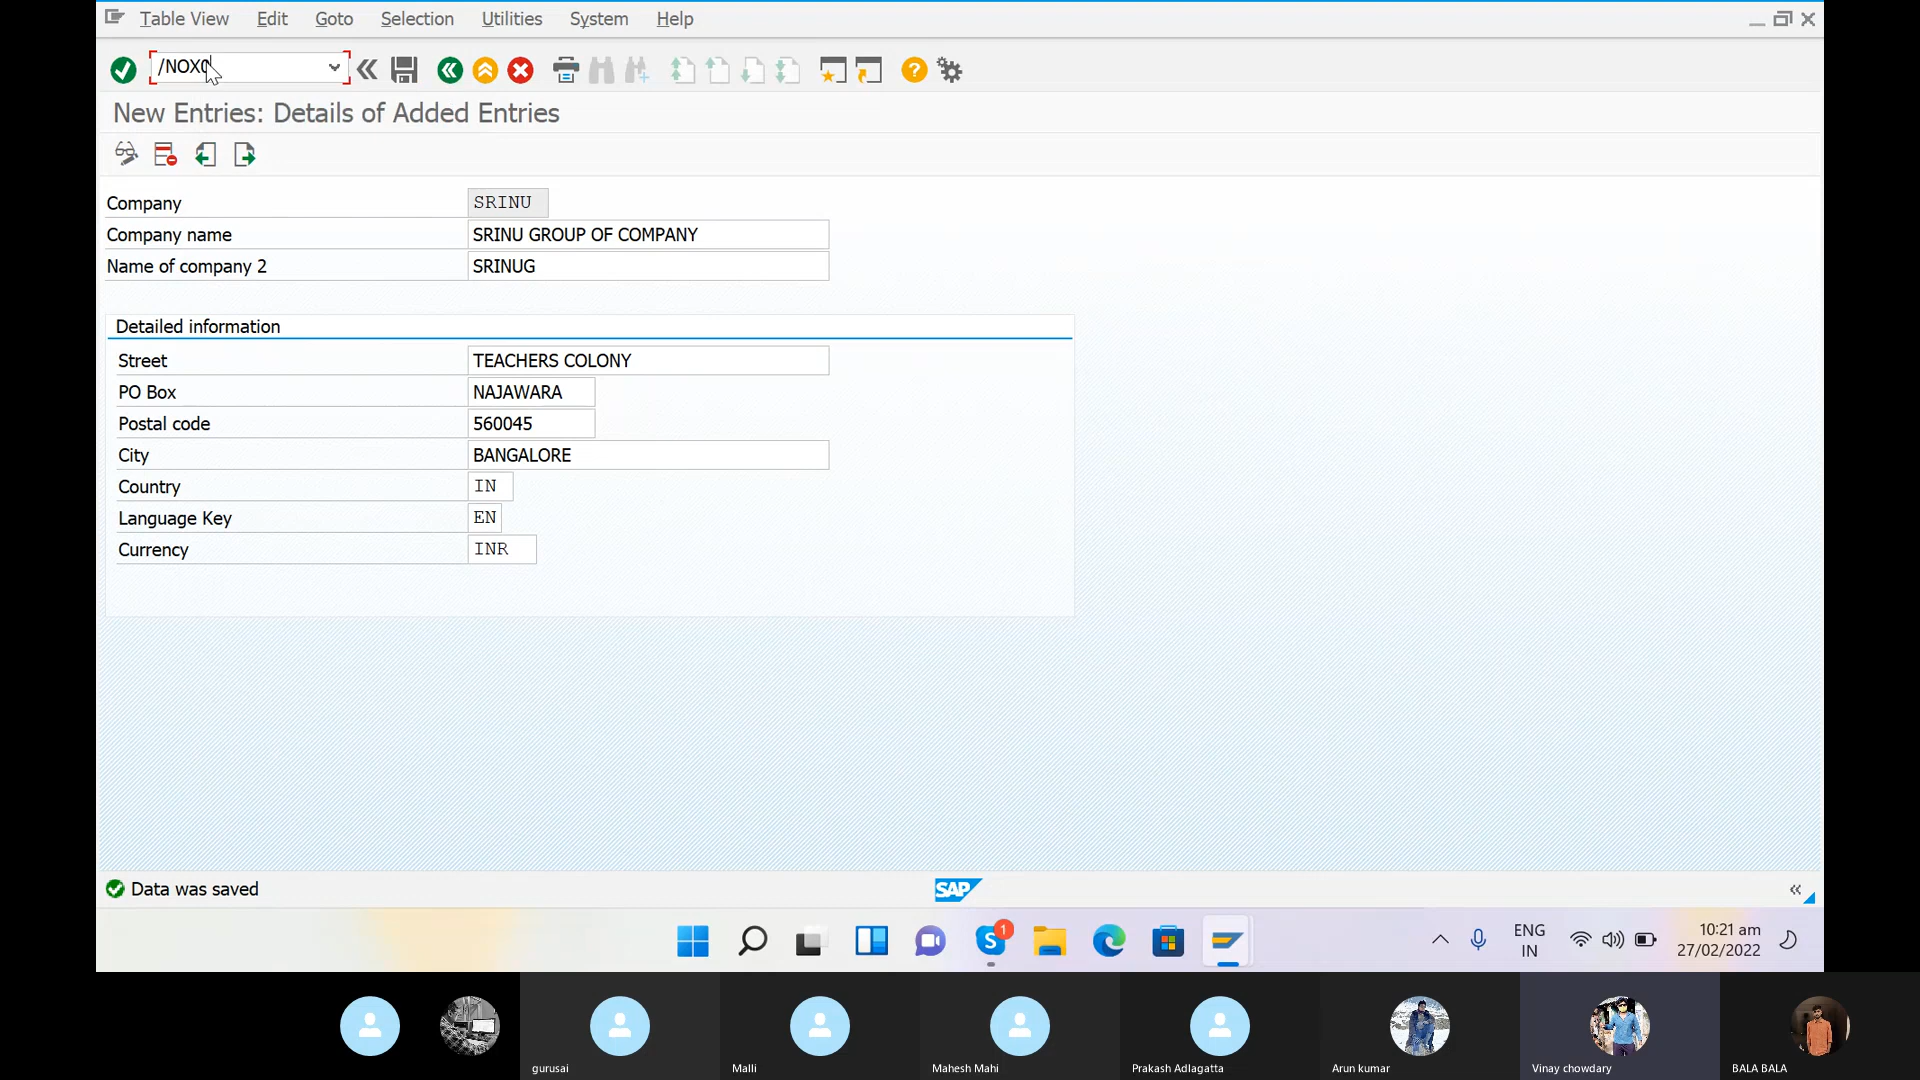 Table View Edit Goto Selection Utilities System Help
/NOX0
New Entries: Details of Added Entries
Company SRINU
Company name SRINU GROUP OF COMPANY
Name of company 2 SRINUG
Detailed information
Street TEACHERS COLONY
PO Box NAJAWARA
Postal code 560045
City BANGALORE
Country IN
Language Key EN
Currency INR
Data was saved
SAP
1
ENG
IN
10:21 am
27/02/2022
gurusai Malli Mahesh Mahi Prakash Adlagatta Arun kumar Vinay chowdary BALA BALA